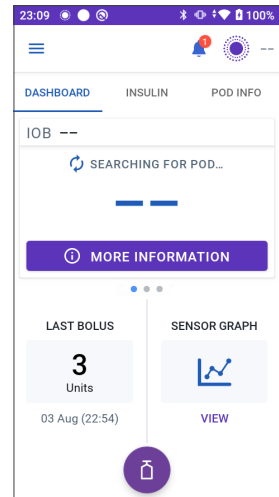 23:09 100%
1
--
DASHBOARD INSULIN POD INFO
IOB --
SEARCHING FOR POD...
-- --
MORE INFORMATION
LAST BOLUS SENSOR GRAPH
3
Units
03 Aug (22:54) VIEW